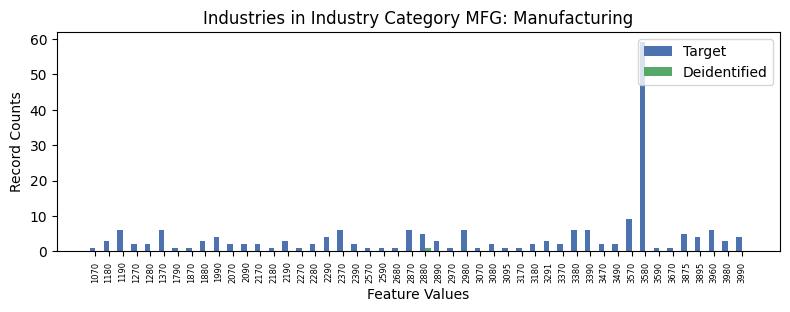 Industries in Industry Category MFG: Manufacturing
Record Counts
60
50
40
30
20
10
0
Target
Deidentified
1070 1180 1190 1270 1280 1370 1790 1870 1880 1990 2070 2090 2170 2180 2190 2270 2280 2290 2370 2390 2570 2590 2680 2870 2880 2890 2970 2980 3070 3080 3095 3170 3180 3291 3370 3380 3390 3470 3490 3570 3580 3590 3670 3875 3895 3960 3980 3990
Feature Values